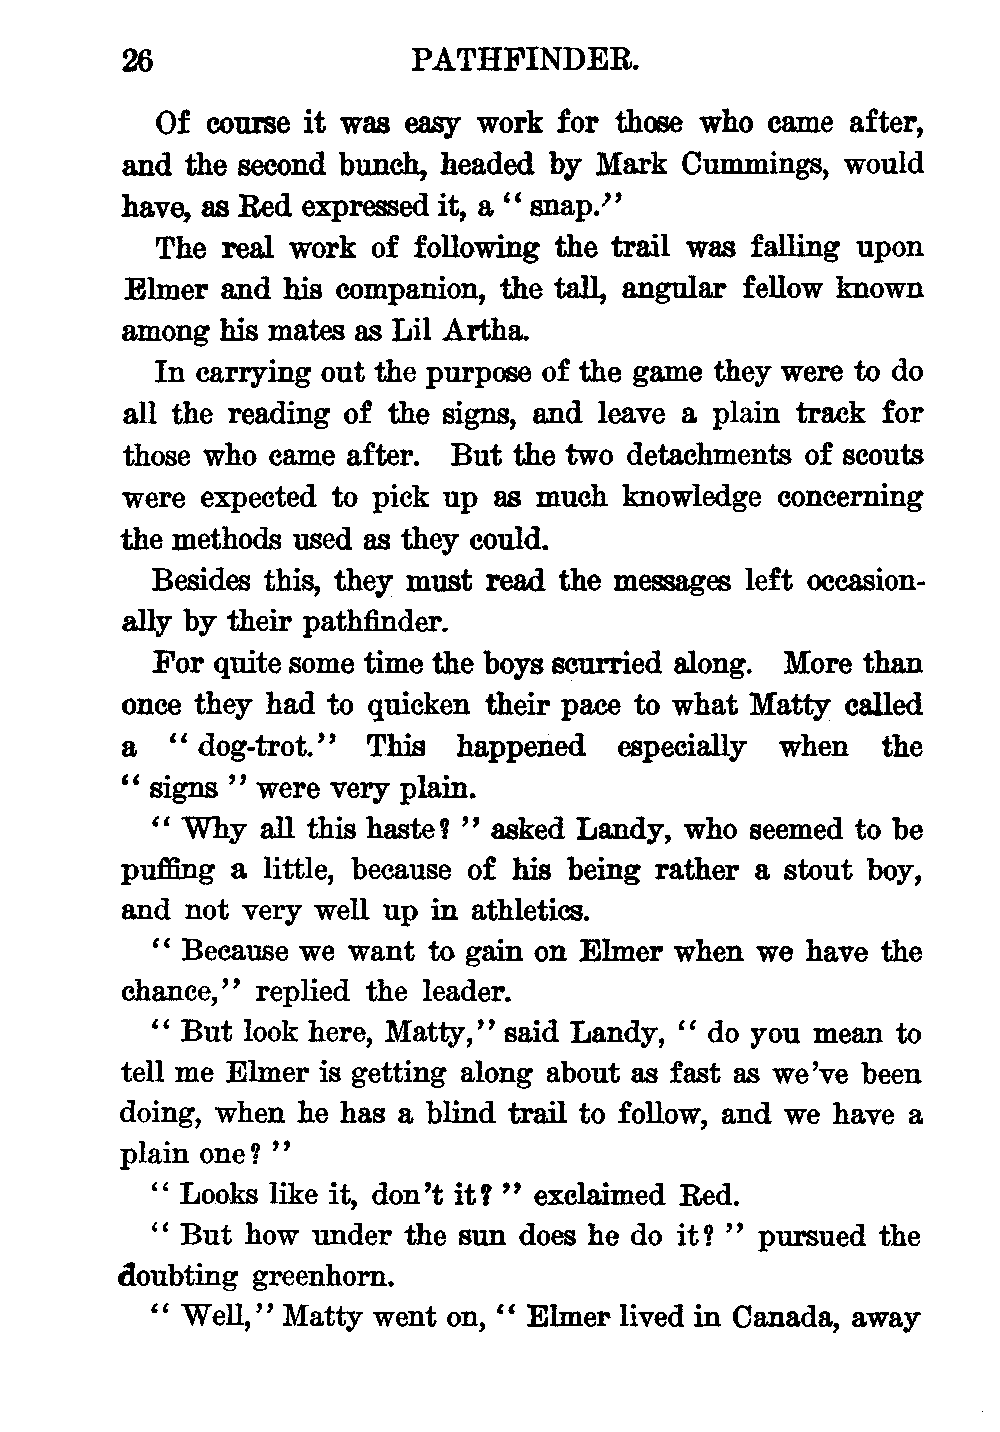 26 PATHFINDER.
Of course it was easy work for those who came after,
and the second bunch, headed by Mark Cummings, would
have, as Red expressed it, a "snap."
The real work of following the trail was falling upon
Elmer and his companion, the tall, angular fellow known
among his mates as Lil Artha.
In carrying out the purpose of the game they were to do
all the reading of the signs, and leave a plain track for
those who came after. But the two detachments of scouts
were expected to pick up as much knowledge concerning
the methods used as they could.
Besides this, they must read the messages left occasion-
ally by their pathfinder.
For quite some time the boys scurried along. More than
once they had to quicken their pace to what Matty called
a "dog-trot." This happened especially when the
"signs" were very plain.
"Why all this haste?" asked Landy, who seemed to be
puffing a little, because of his being rather a stout boy,
and not very well up in athletics.
"Because we want to gain on Elmer when we have the
chance," replied the leader.
"But look here, Matty," said Landy, "do you mean to
tell me Elmer is getting along about as fast as we've been
doing, when he has a blind trail to follow, and we have a
plain one?"
"Looks like it, don't it?" exclaimed Red.
"But how under the sun does he do it?" pursued the
doubting greenhorn.
"Well," Matty went on, "Elmer lived in Canada, away